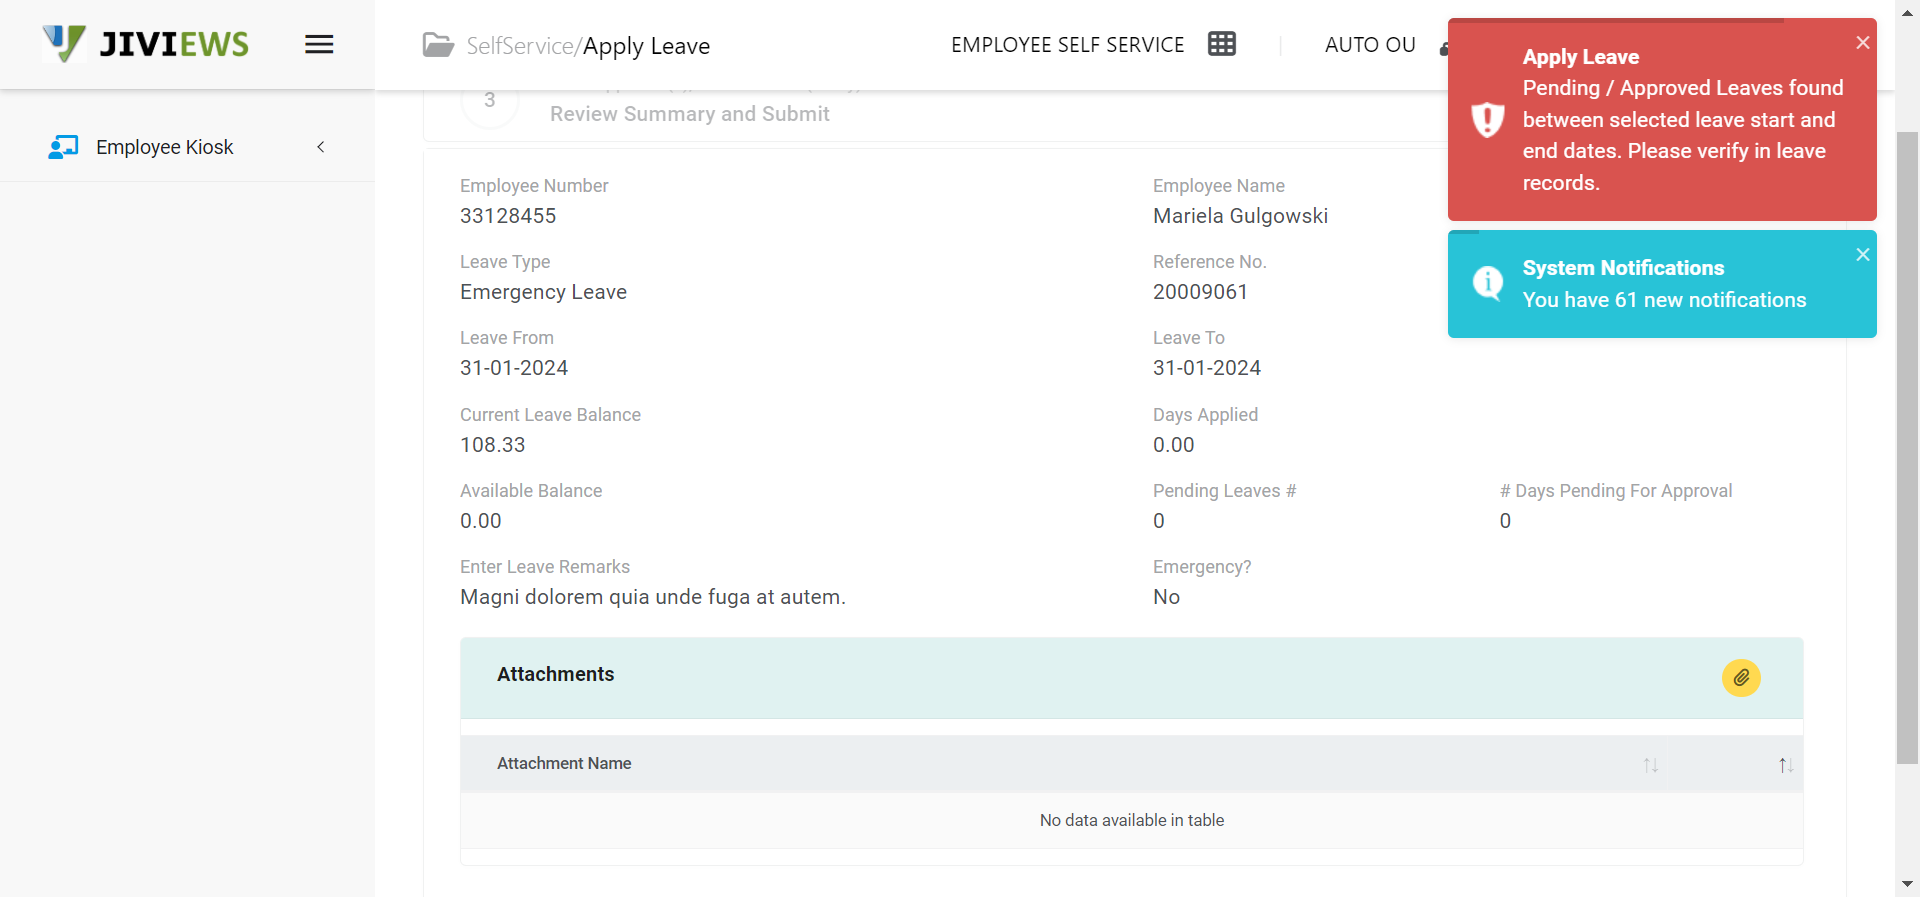 JIVIEWS
SelfService/Apply Leave
EMPLOYEE SELF SERVICE
AUTO OU
Employee Kiosk
3
Review Summary and Submit
Apply Leave
Pending / Approved Leaves found
between selected leave start and
end dates. Please verify in leave
records.
System Notifications
You have 61 new notifications
Employee Number
33128455
Employee Name
Mariela Gulgowski
Leave Type
Emergency Leave
Reference No.
20009061
Leave From
31-01-2024
Leave To
31-01-2024
Current Leave Balance
108.33
Days Applied
0.00
Available Balance
0.00
Pending Leaves #
0
# Days Pending For Approval
0
Enter Leave Remarks
Magni dolorem quia unde fuga at autem.
Emergency?
No
Attachments
Attachment Name
No data available in table